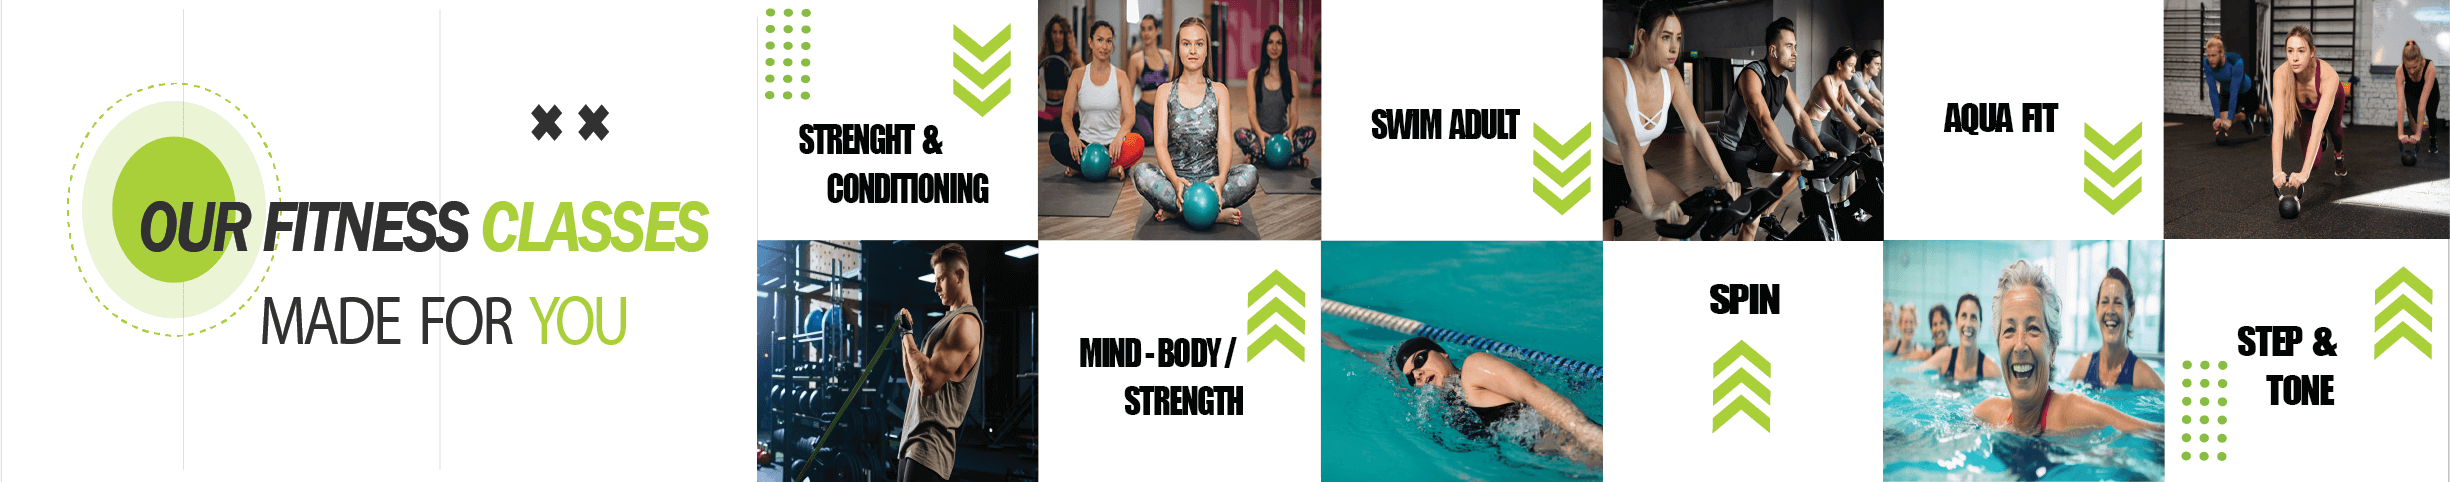 OUR FITNESS CLASSES
MADE FOR YOU
STRENGHT &
CONDITIONING
MIND - BODY /
STRENGTH
SWIM ADULT
SPIN
AQUA FIT
STEP &
TONE